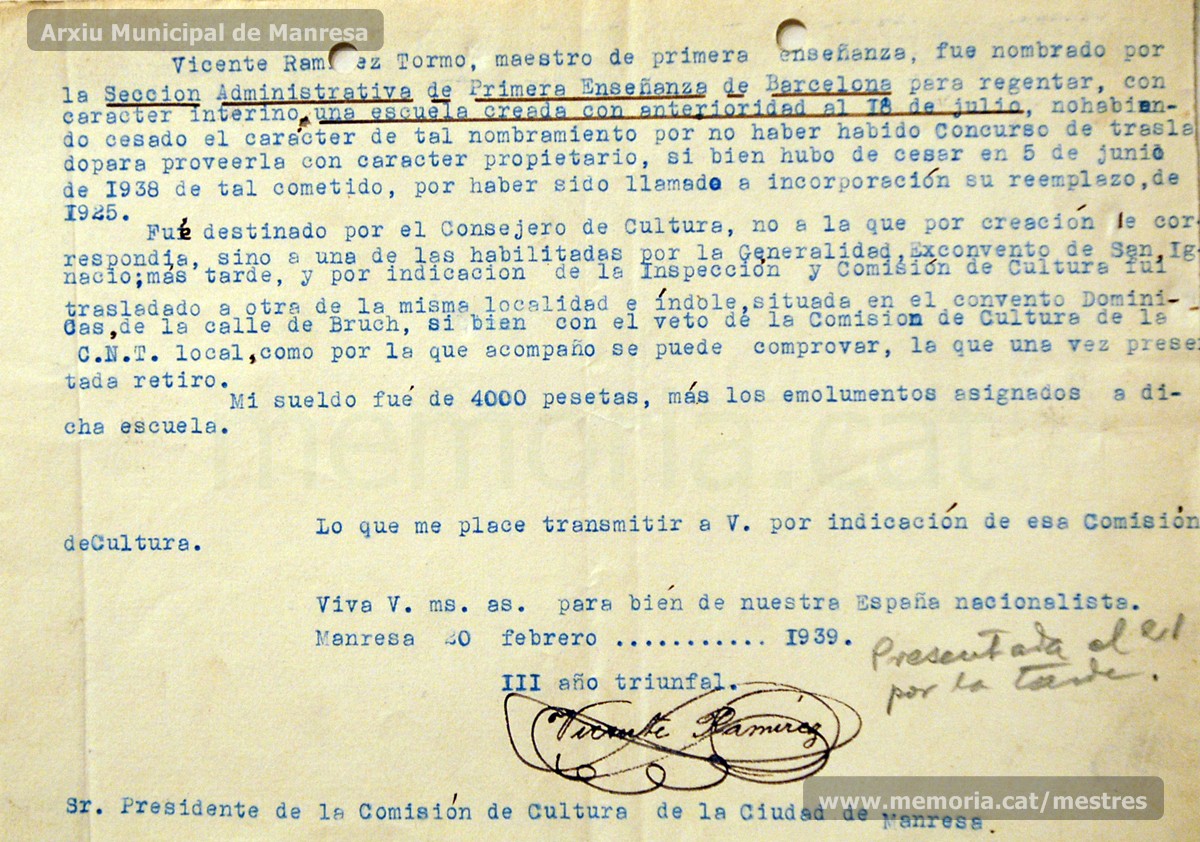 Arxiu Municipal de Manresa
Vicente Ram ez Tormo, maestro de primera enseñanza, fue nombrado por
la Seccion Administrativa de Primera Enseñanza de Barcelona para regentar, con
caracter interino, una escuela creada con anterioridad al I8 de julio, nohabien-
do cesado el carácter de tal nombramiento por no haber habido Concurso de trasla
dopara proveerla con caracter propietario, si bien hubo de cesar en 5 de junio
de I938 de tal cometido, por haber sido llamado a incorporación su reemplazo,de
I925.
Fué destinado por el Consejero de Cultura, no a la que por creación le cor-
respondia, sino a una de las habilitadas por la Generalidad,Exconvento de San,Ig-
nacio;más tarde, y por indicación de la Inspección y Comisión de Cultura fui
trasladado a otra de la misma localidad e índole,situada en el convento Domini-
Cas,de la calle de Bruch, si bien con el veto de la Comision de Cultura de la
C.N.T. local,como por la que acompaño se puede comprovar, la que una vez presen
tada retiro.
Mi sueldo fué de 4000 pesetas, más los emolumentos asignados a di-
cha escuela.
memoria.cat
Lo que me place transmitir a V. por indicación de esa Comisión
deCultura.
Viva V. ms. as. para bién de nuestra España nacionalista.
Manresa 20 febrero ........... I939.
Presentada el 21
por la tarde.
III año triunfal.
Vicente Ramírez
www.memoria.cat/mestres
Sr. Presidente de la Comisión de Cultura de la Ciudad de Manresa.